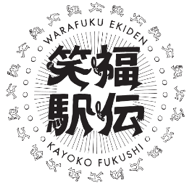 WARAFUKU EKIDEN
笑福
駅伝
KAYOKO FUKUSHI